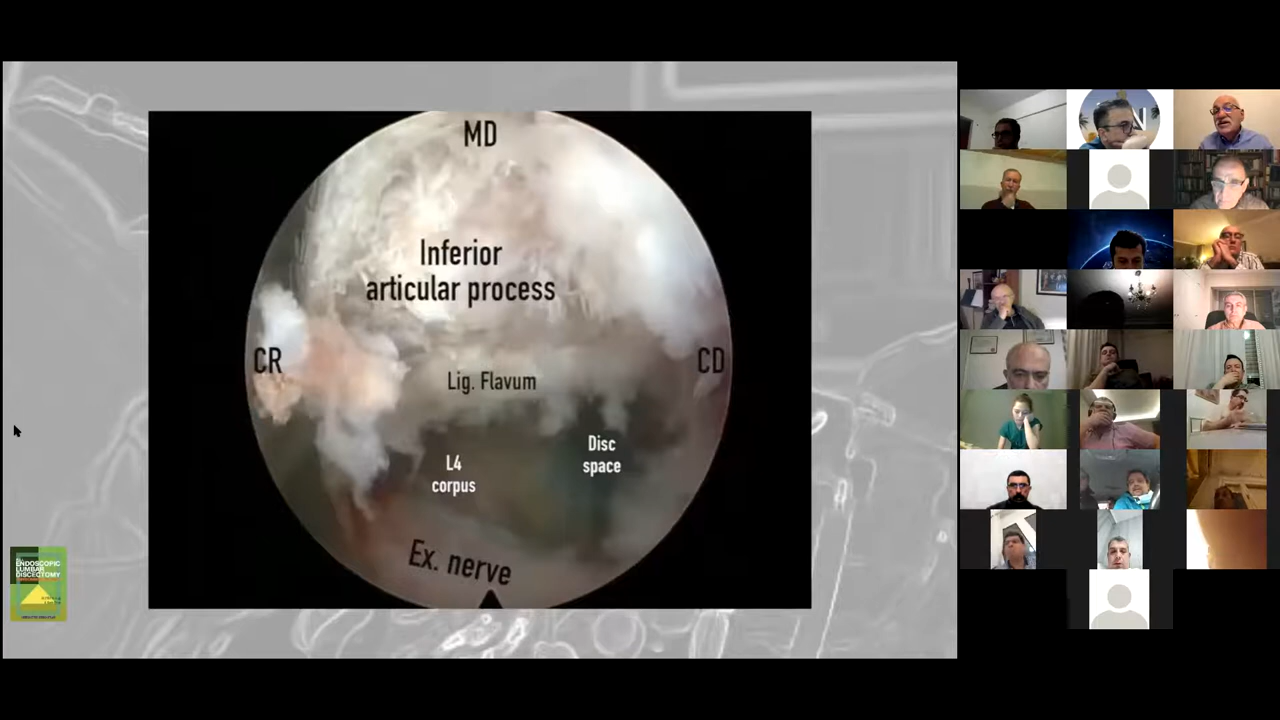 MD
Inferior
articular process
CR
CD
Lig. Flavum
Disc
space
L4
corpus
Ex. nerve
ENDOSCOPIC
LUMBAR
DISCECTOMY
N